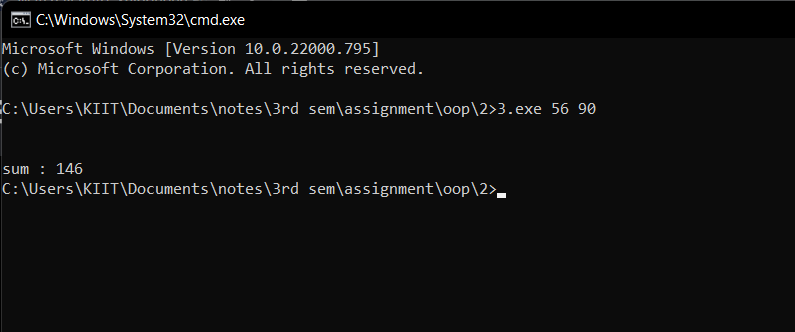 C:\Windows\System32\cmd.exe
Microsoft Windows [Version 10.0.22000.795]
(c) Microsoft Corporation. All rights reserved.
C:\Users\KIIT\Documents\notes\3rd sem\assignment\oop\2>3.exe 56 90
sum : 146
C:\Users\KIIT\Documents\notes\3rd sem\assignment\oop\2>